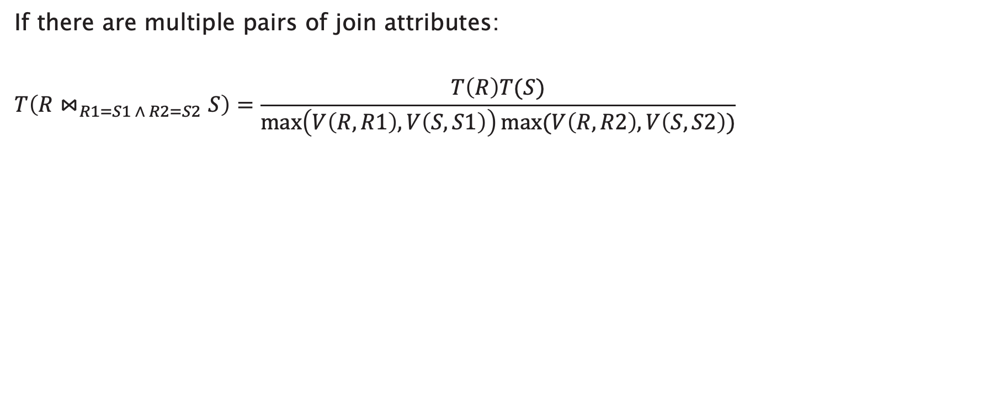 If there are multiple pairs of join attributes:
T(R ⋈R1=S1 ∧ R2=S2 S) = T(R)T(S) / max(V(R,R1),V(S,S1)) max(V(R,R2),V(S,S2))